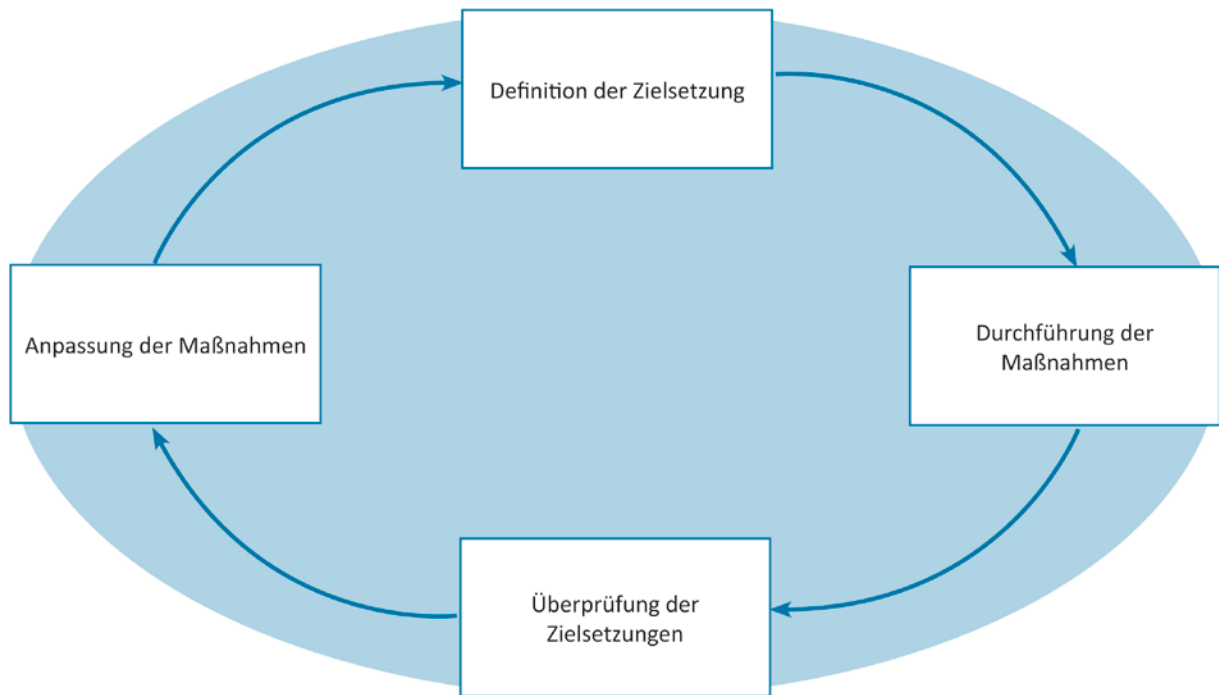 Definition der Zielsetzung
Anpassung der Maßnahmen
Durchführung der
Maßnahmen
Überprüfung der
Zielsetzungen